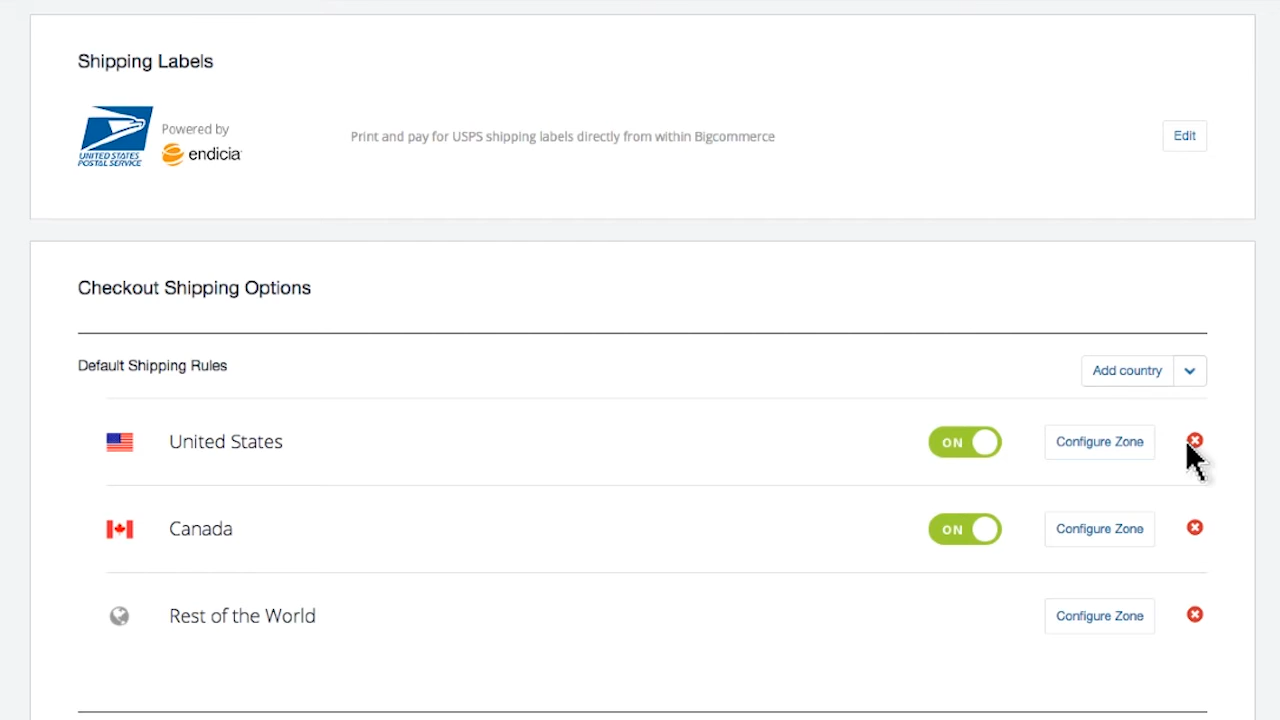 Shipping Labels
UNITED STATES
POSTAL SERVICE
Powered by
endicia
Print and pay for USPS shipping labels directly from within Bigcommerce
Edit
Checkout Shipping Options
Default Shipping Rules
Add country
United States
ON
Configure Zone
Canada
ON
Configure Zone
Rest of the World
Configure Zone